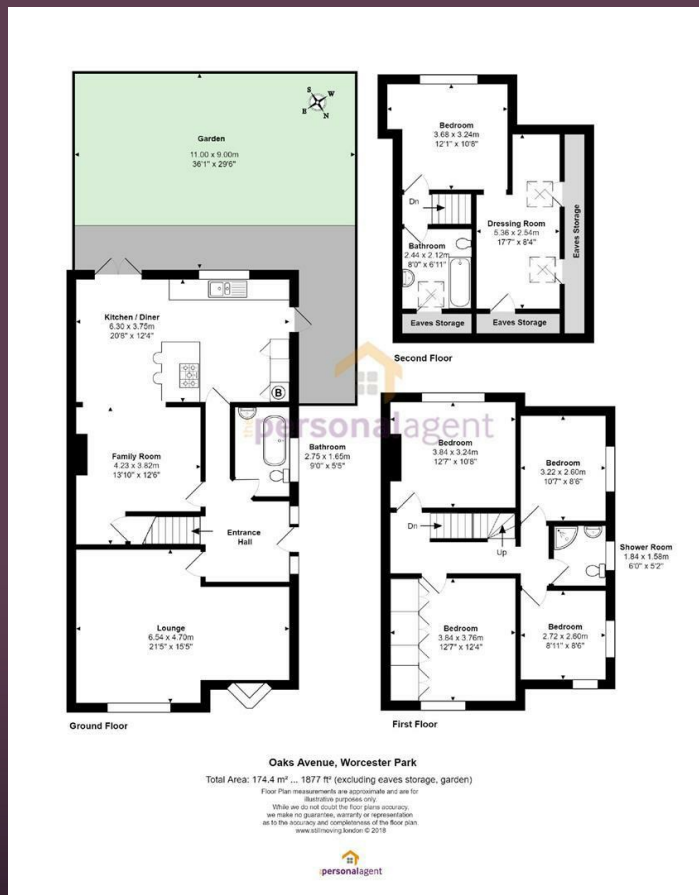 Garden
11.00 x 9.00m
36'1" x 29'6"
S
W
E
N
Kitchen / Diner
6.30 x 3.75m
20'8" x 12'4"
B
Family Room
4.23 x 3.82m
13'10" x 12'6"
Bathroom
2.75 x 1.65m
9'0" x 5'5"
Entrance
Hall
Lounge
6.54 x 4.70m
21'5" x 15'5"
Ground Floor
Bedroom
3.68 x 3.24m
12'1" x 10'8"
Dn
Dressing Room
5.36 x 2.54m
17'7" x 8'4"
Bathroom
2.44 x 2.12m
8'0" x 6'11"
Eaves Storage
Eaves Storage
Eaves Storage
Second Floor
the personalagent
Bedroom
3.84 x 3.24m
12'7" x 10'8"
Bedroom
3.22 x 2.60m
10'7" x 8'6"
Dn
Up
Shower Room
1.84 x 1.58m
6'0" x 5'2"
Bedroom
3.84 x 3.76m
12'7" x 12'4"
Bedroom
2.72 x 2.60m
8'11" x 8'6"
First Floor
Oaks Avenue, Worcester Park
Total Area: 174.4 m² ... 1877 ft² (excluding eaves storage, garden)
Floor Plan measurements are approximate and are for
illustrative purposes only.
While we do not doubt the floor plans accuracy,
we make no guarantee, warranty or representation
as to the accuracy and completeness of the floor plan.
www.stillmoving.london © 2018
the personalagent